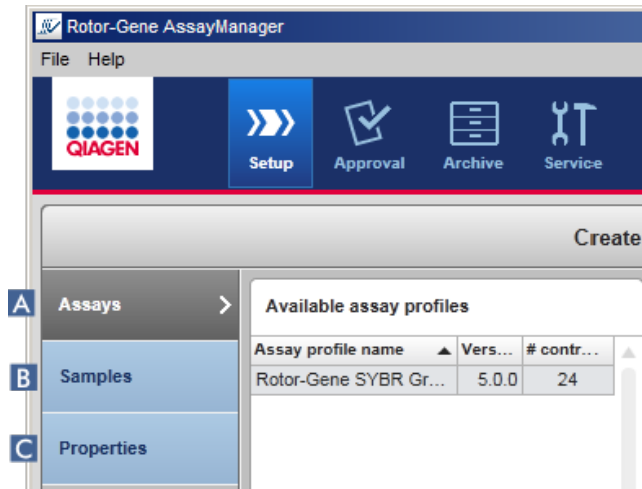 Rotor-Gene AssayManager
File Help
QIAGEN
Setup Approval Archive Service
Create
A Assays
Available assay profiles
Assay profile name Vers... # contr...
Rotor-Gene SYBR Gr... 5.0.0 24
B Samples
C Properties